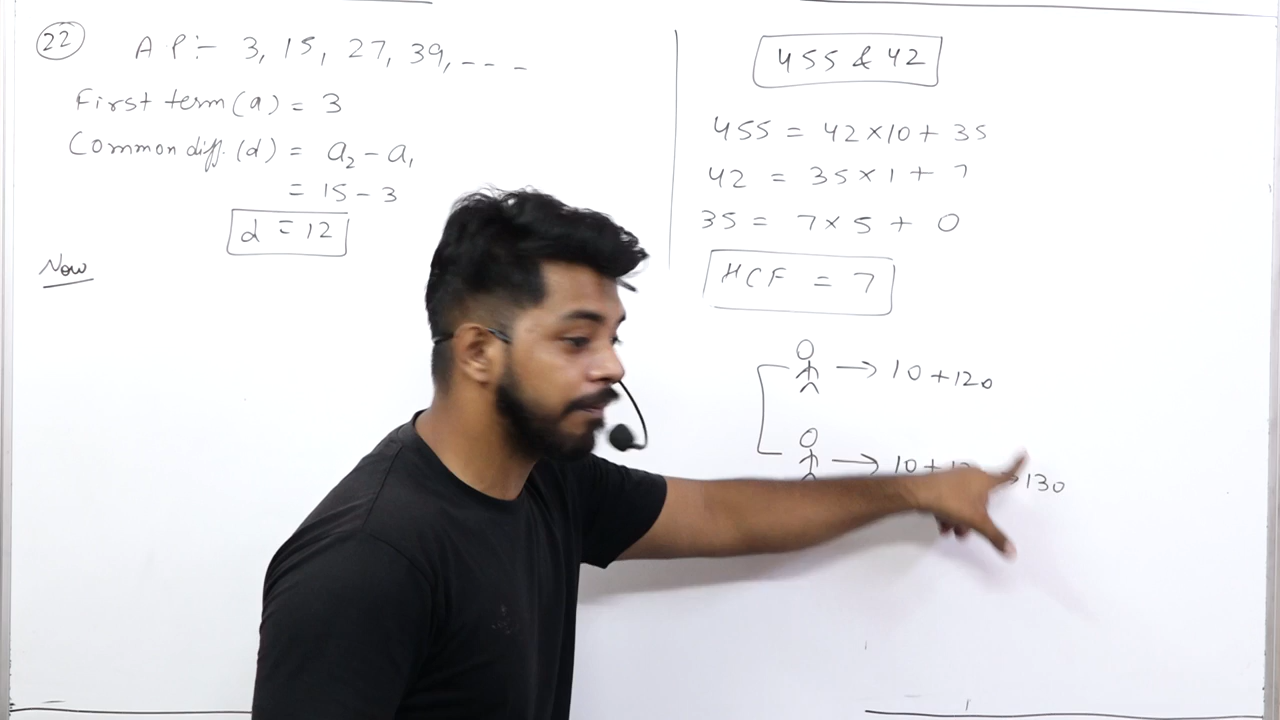 22
AP:- 3, 15, 27, 39, - - -
First term (a) = 3
Common diff. (d) = a₂ - a₁
= 15 - 3
d = 12
Now
455 & 42
455 = 42 × 10 + 35
42 = 35 × 1 + 7
35 = 7 × 5 + 0
HCF = 7
→ 10 + 120
→ 10 + → 130